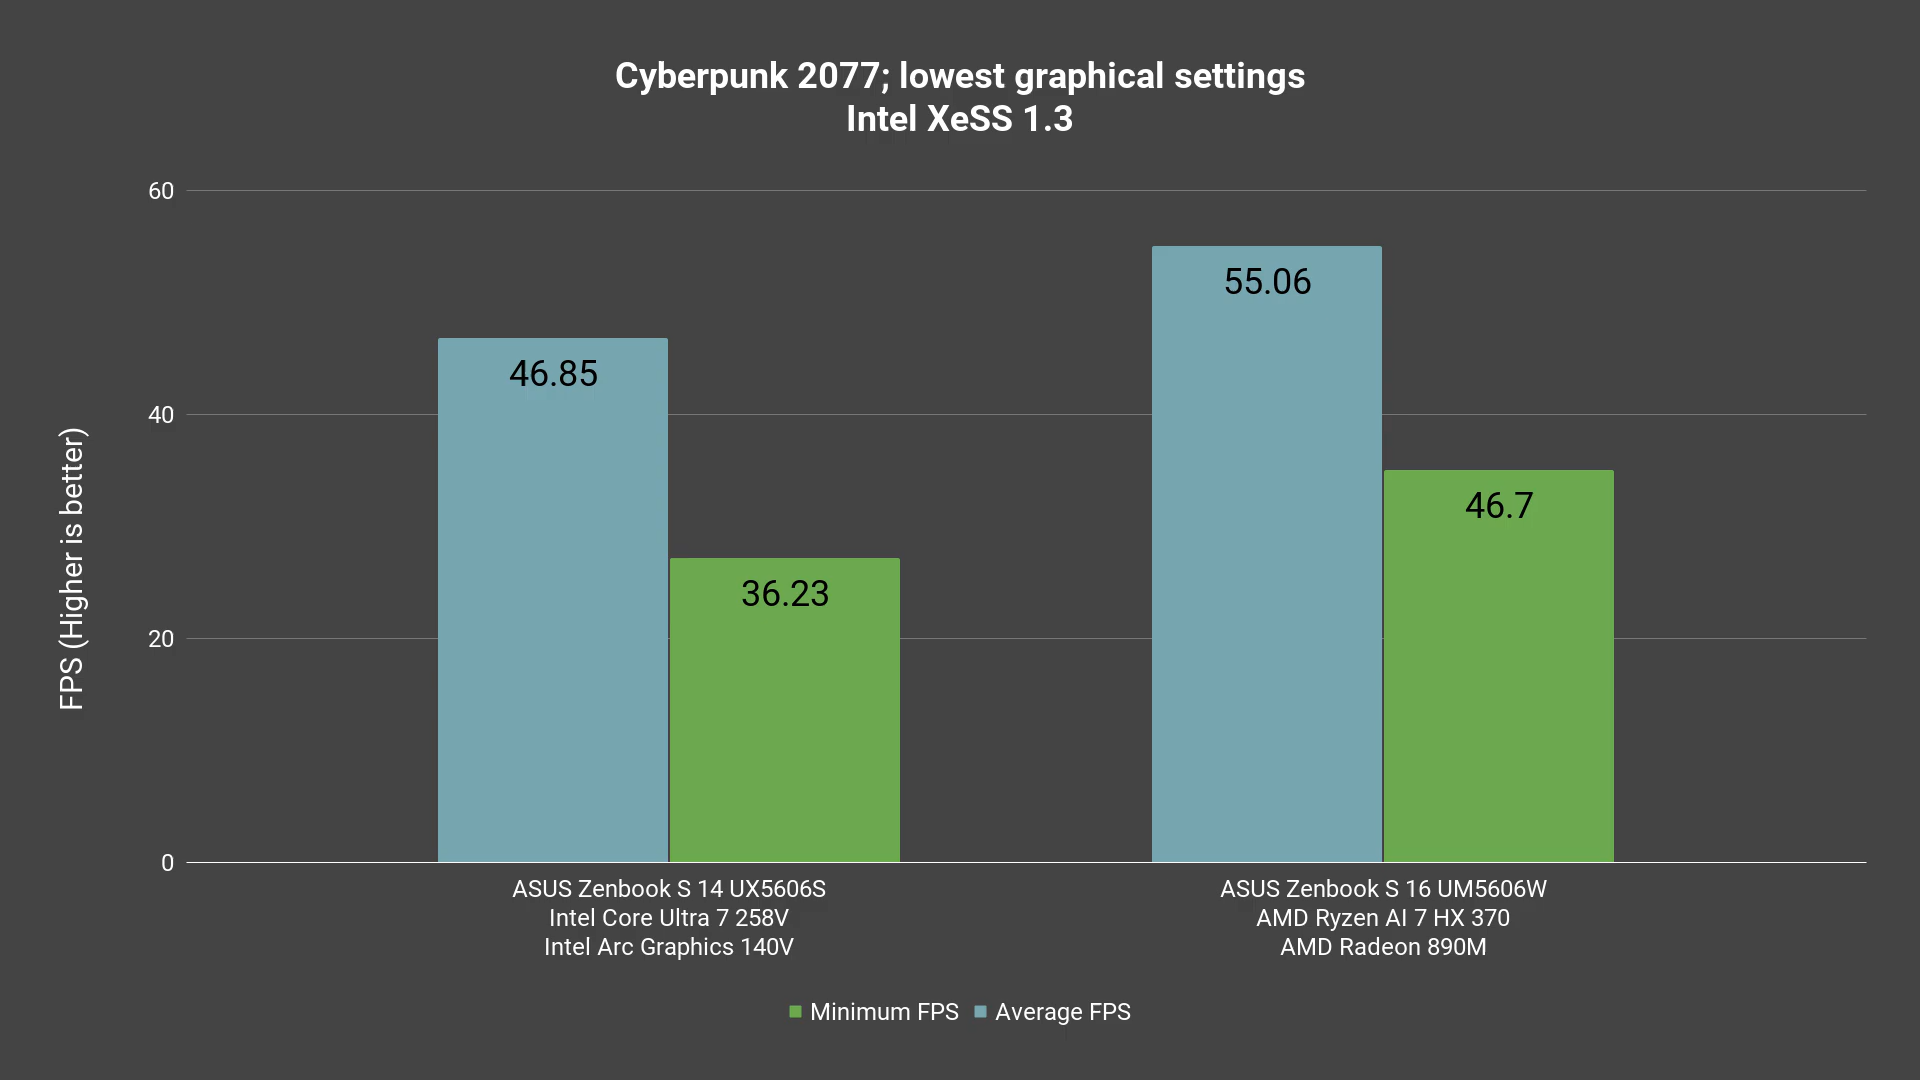 Cyberpunk 2077; lowest graphical settings
Intel XeSS 1.3
FPS (Higher is better)
60
40
20
0
46.85
36.23
55.06
46.7
ASUS Zenbook S 14 UX5606S
Intel Core Ultra 7 258V
Intel Arc Graphics 140V
ASUS Zenbook S 16 UM5606W
AMD Ryzen AI 7 HX 370
AMD Radeon 890M
Minimum FPS
Average FPS